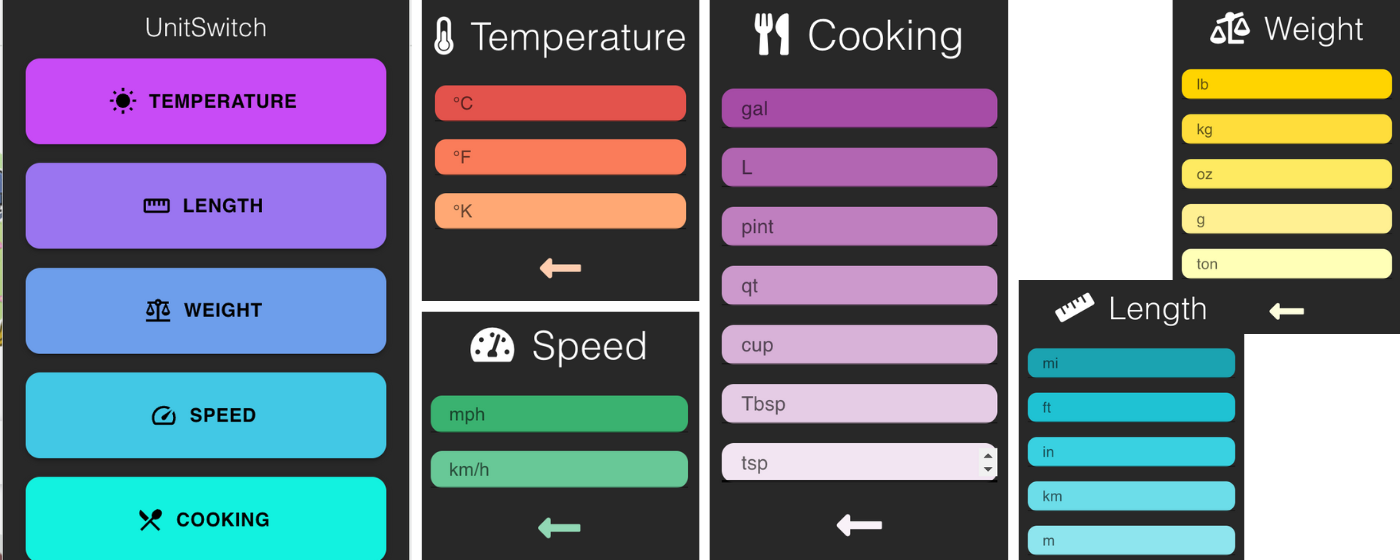 UnitSwitch
TEMPERATURE
LENGTH
WEIGHT
SPEED
COOKING
Temperature
°C
°F
°K
Speed
mph
km/h
Cooking
gal
L
pint
qt
cup
Tbsp
tsp
Weight
lb
kg
oz
g
ton
Length
mi
ft
in
km
m